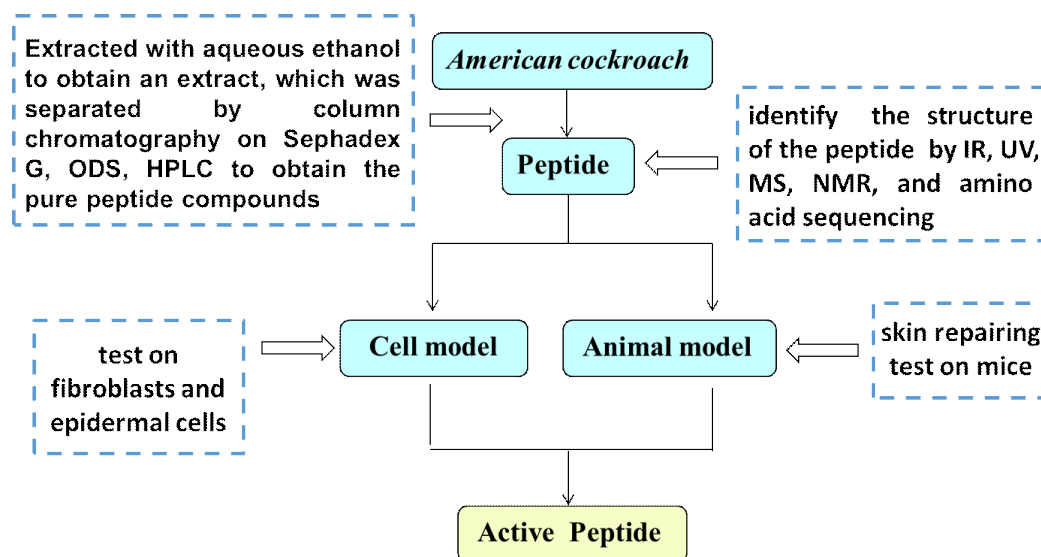 Extracted with aqueous ethanol
to obtain an extract, which was
separated by column
chromatography on Sephadex
G, ODS, HPLC to obtain the
pure peptide compounds
American cockroach
identify the structure
of the peptide by IR, UV,
MS, NMR, and amino
acid sequencing
Peptide
test on
fibroblasts and
epidermal cells
Cell model
Animal model
skin repairing
test on mice
Active Peptide